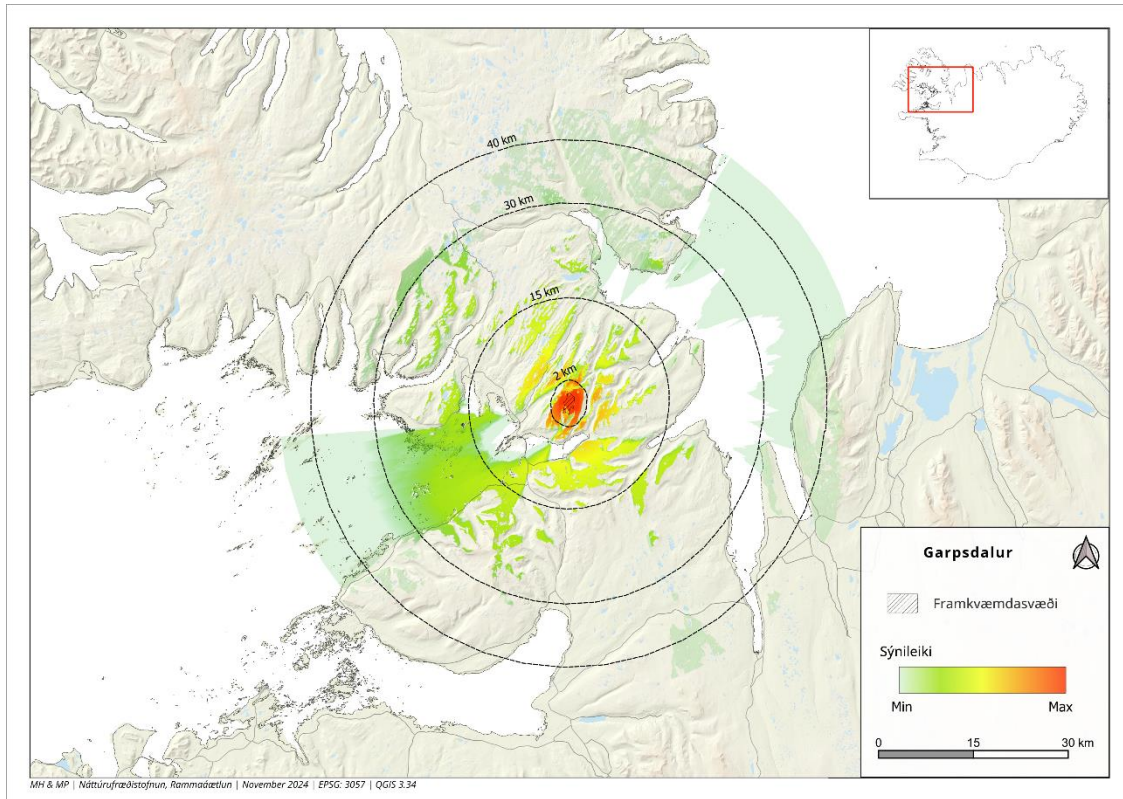 40 km
30 km
15 km
2 km
Garpsdalur
Framkvæmdasvæði
Sýnileiki
Min Max
0 15 30 km
MH & MP | Náttúrufræðistofnun, Rammaáætlun | November 2024 | EPSG: 3057 | QGIS 3.34